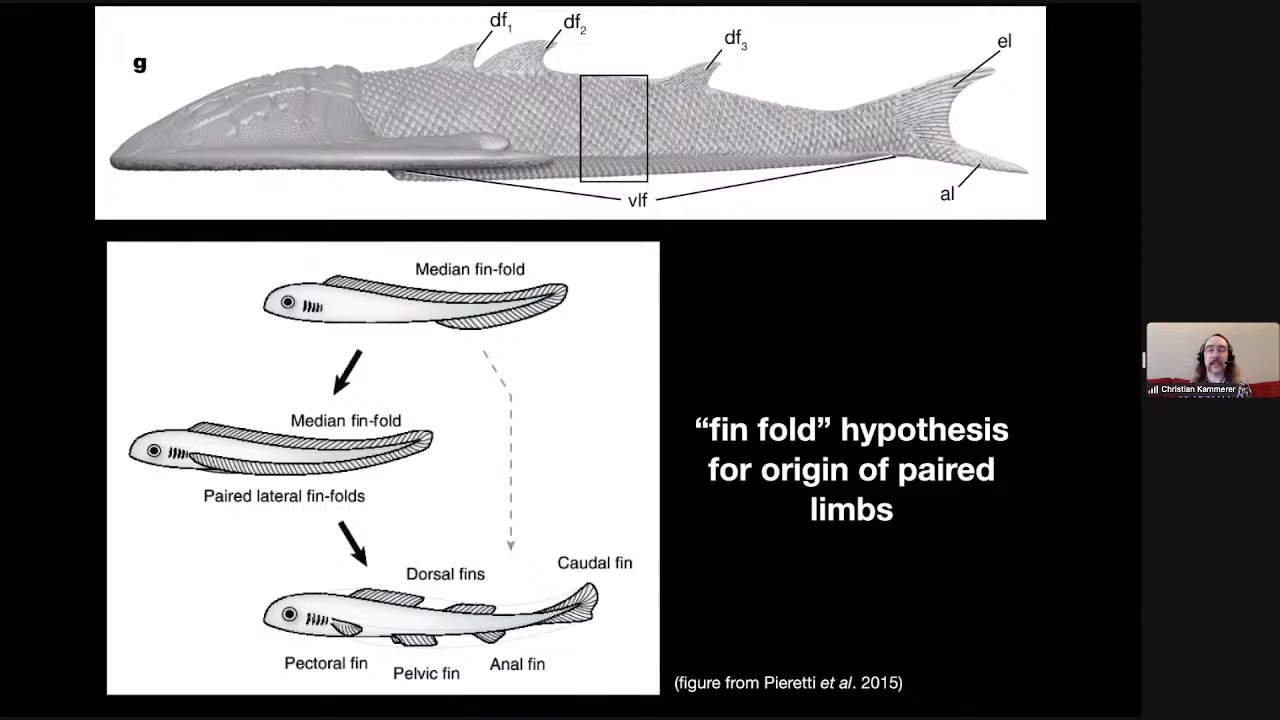 g
df1
df2
df3
el
vlf
al
Median fin-fold
Median fin-fold
Paired lateral fin-folds
Dorsal fins
Caudal fin
Pectoral fin
Pelvic fin
Anal fin
“fin fold” hypothesis
for origin of paired
limbs
(figure from Pieretti et al. 2015)
Christian Kammerer